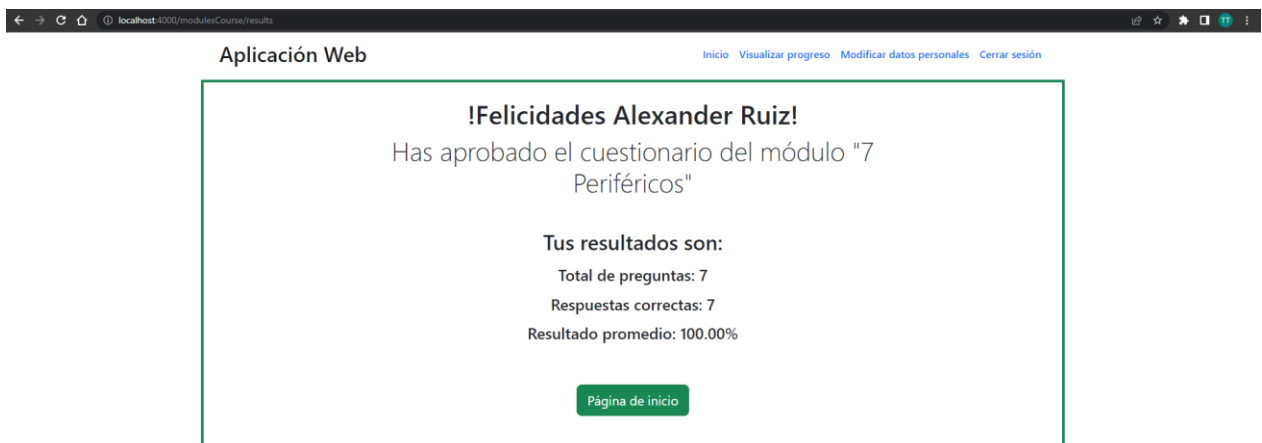 localhost:4000/modulesCourse/results
TT
Aplicación Web
Inicio Visualizar progreso Modificar datos personales Cerrar sesión
!Felicidades Alexander Ruiz!
Has aprobado el cuestionario del módulo "7
Periféricos"
Tus resultados son:
Total de preguntas: 7
Respuestas correctas: 7
Resultado promedio: 100.00%
Página de inicio